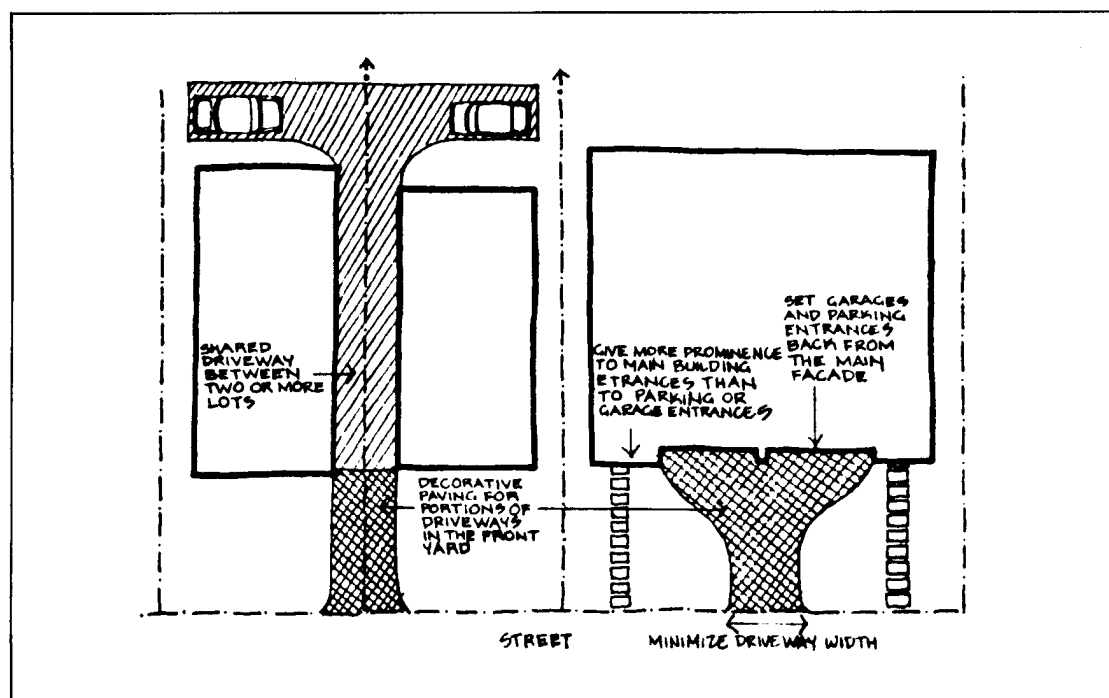 SHARED
DRIVEWAY
BETWEEN
TWO OR MORE
LOTS
DECORATIVE
PAVING FOR
PORTIONS OF
DRIVEWAYS
IN THE FRONT
YARD
GIVE MORE PROMINENCE
TO MAIN BUILDING
ETRANCES THAN
TO PARKING OR
GARAGE ENTRANCES
SET GARAGES
AND PARKING
ENTRANCES
BACK FROM
THE MAIN
FACADE
STREET
MINIMIZE DRIVEWAY WIDTH